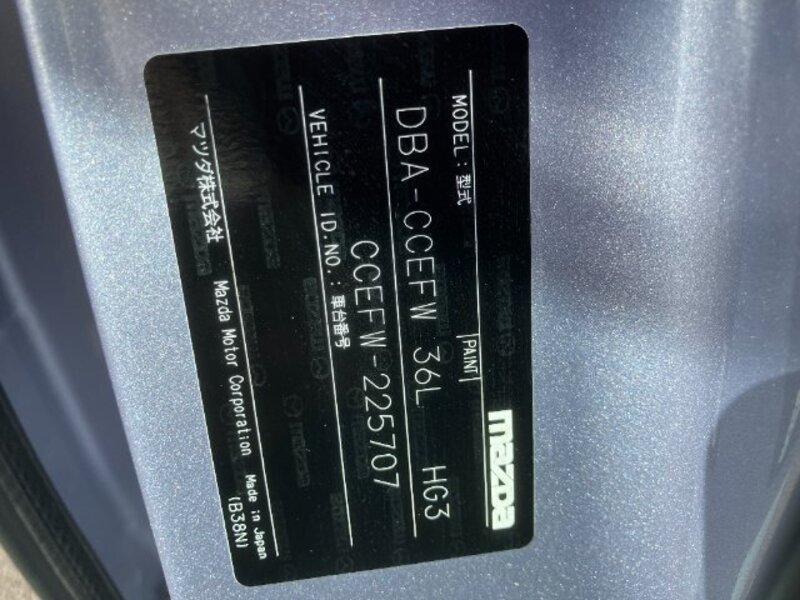 mazda
MODEL:型式 PAINT
DBA-CCEFW 36L HG3
VEHICLE ID.NO.:車台番号
CCEFW-225707
マツダ株式会社 Mazda Motor Corporation Made in Japan
(B38N)